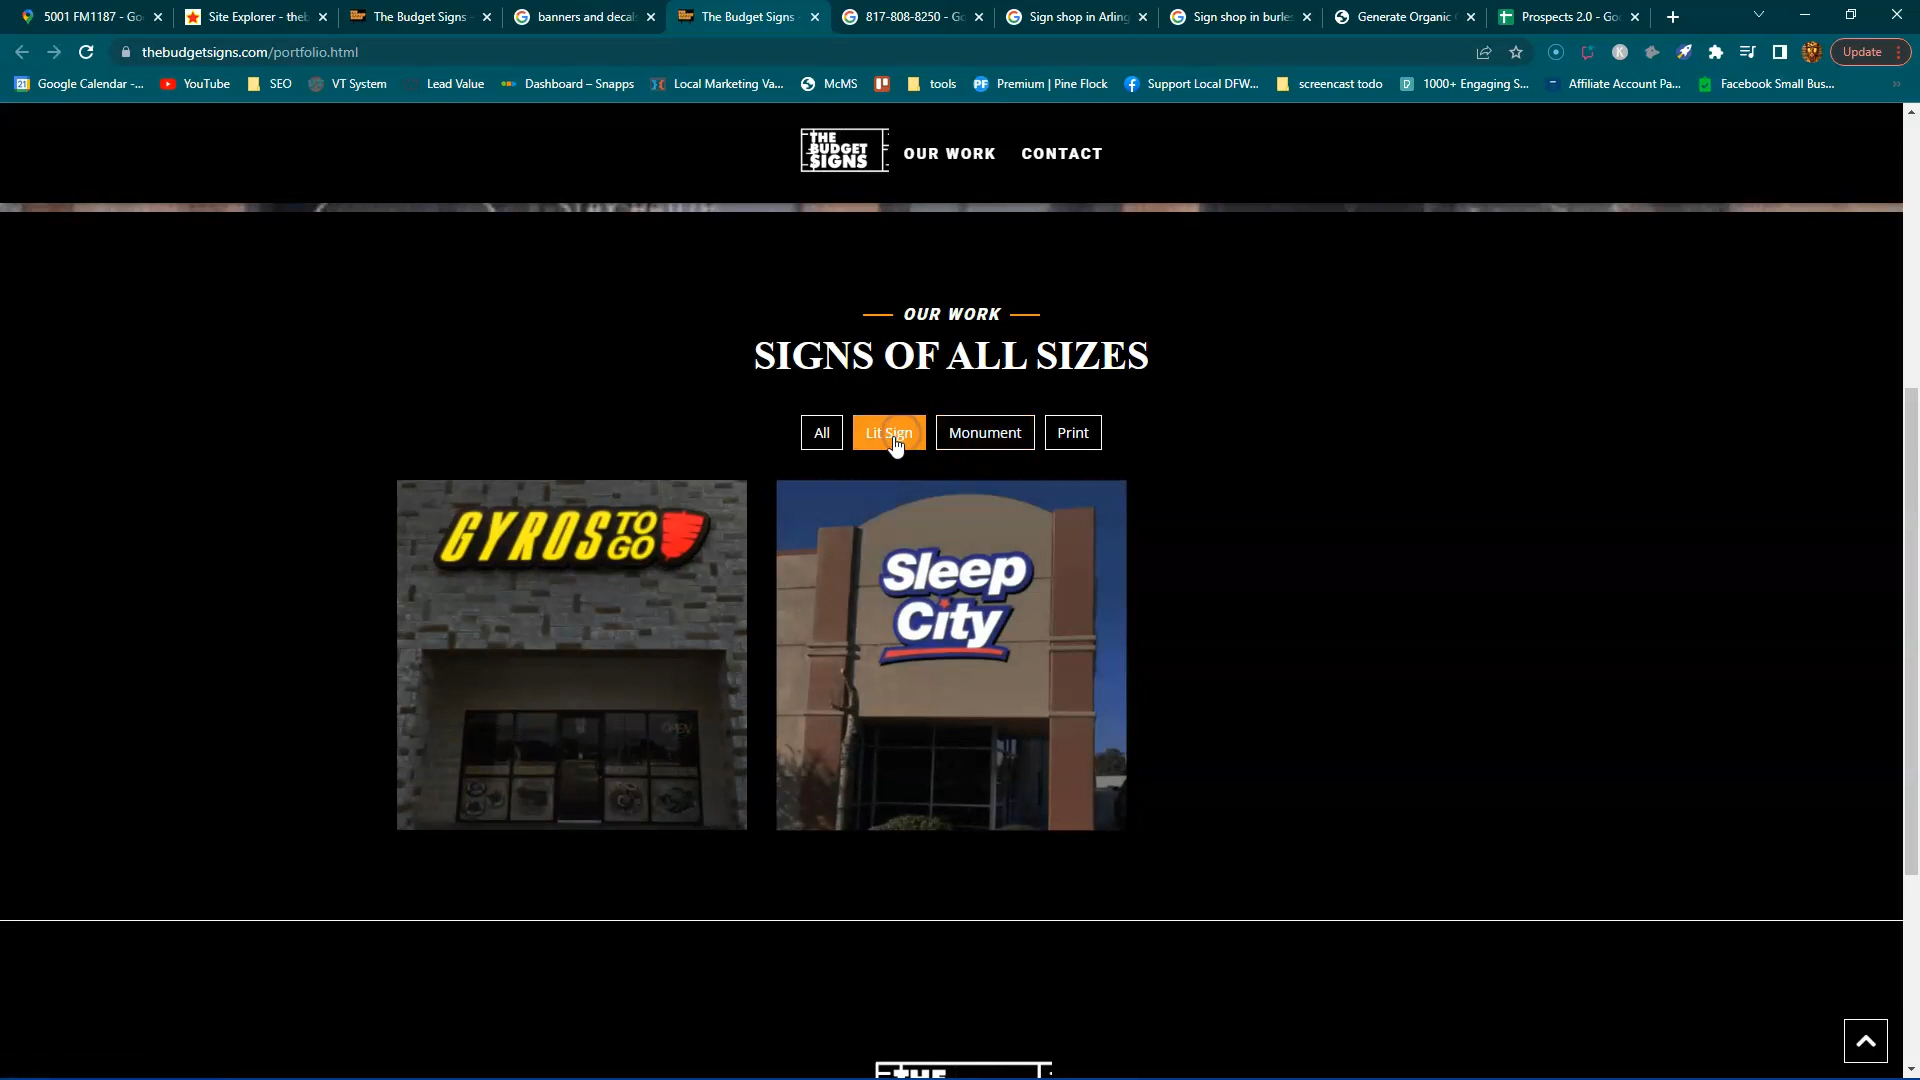 5001 FM1187 - Go
Site Explorer - theb
The Budget Signs -
banners and decal
The Budget Signs -
817-808-8250 - Go
Sign shop in Arling
Sign shop in burles
Generate Organic
Prospects 2.0 - Go
thebudgetsigns.com/portfolio.html
Update
Google Calendar -...
YouTube
SEO
VT System
Lead Value
Dashboard – Snapps
Local Marketing Va...
McMS
tools
Premium | Pine Flock
Support Local DFW...
screencast todo
1000+ Engaging S...
Affiliate Account Pa...
Facebook Small Bus...
THE
BUDGET
SIGNS
OUR WORK
CONTACT
OUR WORK
SIGNS OF ALL SIZES
All
Lit Sign
Monument
Print
GYROS TO GO
Sleep
City
THE